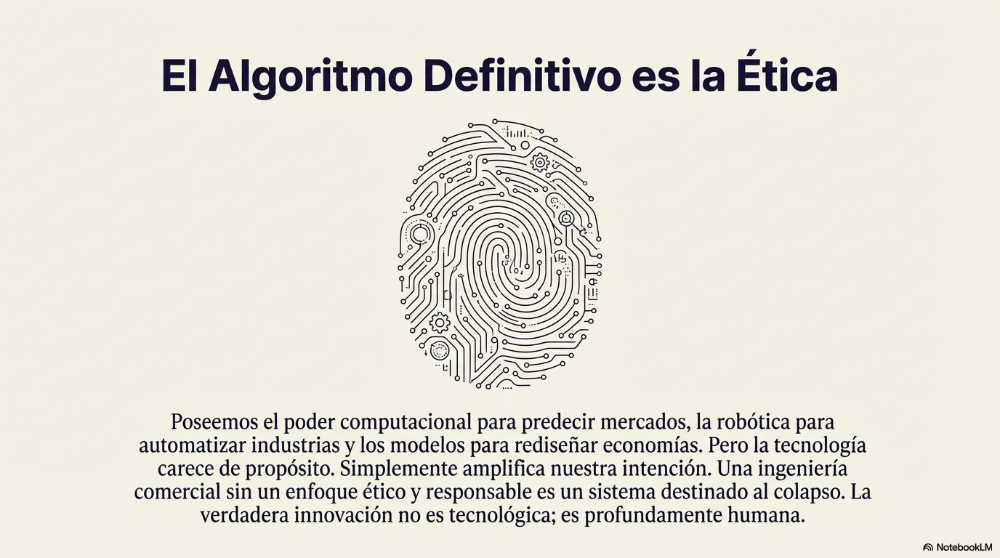 El Algoritmo Definitivo es la Ética
Poseemos el poder computacional para predecir mercados, la robótica para
automatizar industrias y los modelos para rediseñar economías. Pero la tecnología
carece de propósito. Simplemente amplifica nuestra intención. Una ingeniería
comercial sin un enfoque ético y responsable es un sistema destinado al colapso. La
verdadera innovación no es tecnológica; es profundamente humana.
NotebookLM